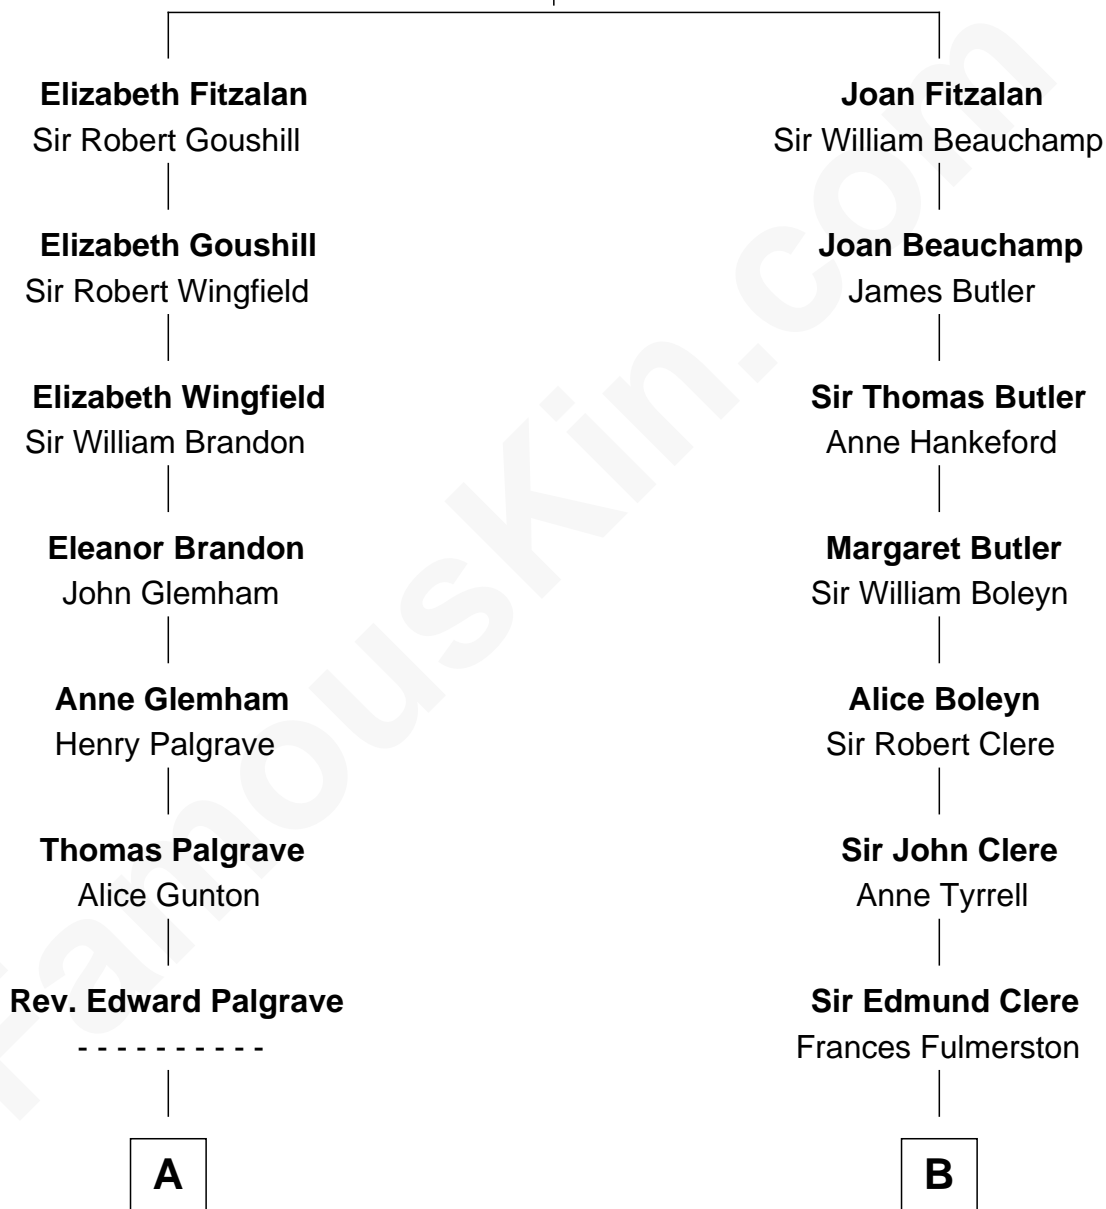 Elizabeth Fitzalan
Sir Robert Goushill
Elizabeth Goushill
Sir Robert Wingfield
Elizabeth Wingfield
Sir William Brandon
Eleanor Brandon
John Glemham
Anne Glemham
Henry Palgrave
Thomas Palgrave
Alice Gunton
Rev. Edward Palgrave
- - - - - - - - - -
A
Joan Fitzalan
Sir William Beauchamp
Joan Beauchamp
James Butler
Sir Thomas Butler
Anne Hankeford
Margaret Butler
Sir William Boleyn
Alice Boleyn
Sir Robert Clere
Sir John Clere
Anne Tyrrell
Sir Edmund Clere
Frances Fulmerston
B
FamousKin.com